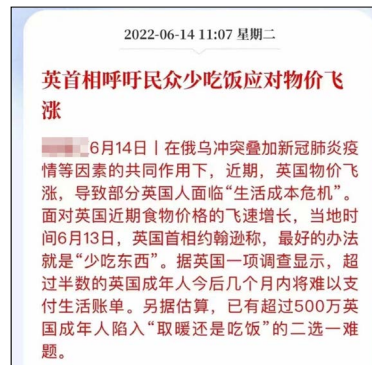 2022-06-14 11:07 星期二
英首相呼吁民众少吃饭应对物价飞
涨
6月14日丨在俄乌冲突叠加新冠肺炎疫
情等因素的共同作用下，近期，英国物价飞
涨，导致部分英国人面临“生活成本危机”。
面对英国近期食物价格的飞速增长，当地时
间6月13日，英国首相约翰逊称，最好的办法
就是“少吃东西”。据英国一项调查显示，超
过半数的英国成年人今后几个月内将难以支
付生活账单。另据估算，已有超过500万英
国成年人陷入“取暖还是吃饭”的二选一难
题。